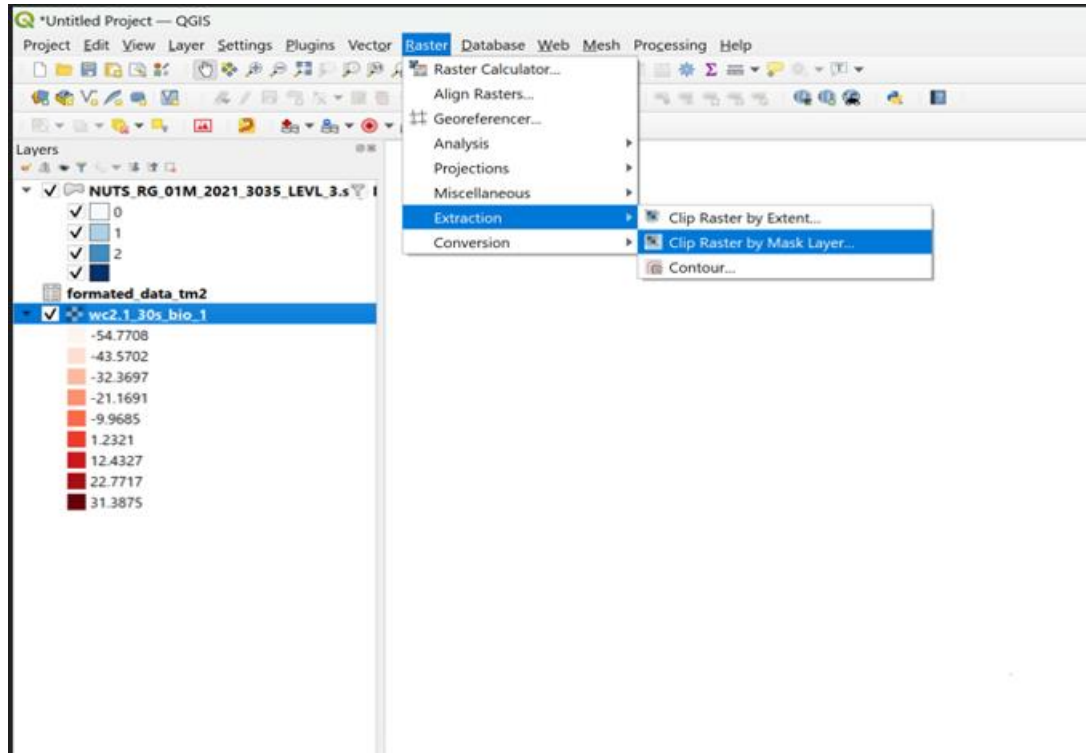 *Untitled Project — QGIS
Project Edit View Layer Settings Plugins Vector Raster Database Web Mesh Processing Help
Raster Calculator...
Align Rasters...
Georeferencer...
Analysis
Projections
Miscellaneous
Extraction
Conversion
Clip Raster by Extent...
Clip Raster by Mask Layer...
Contour...
Layers
NUTS_RG_01M_2021_3035_LEVL_3.s
0
1
2
formated_data_tm2
wc2.1_30s_bio_1
-54.7708
-43.5702
-32.3697
-21.1691
-9.9685
1.2321
12.4327
22.7717
31.3875